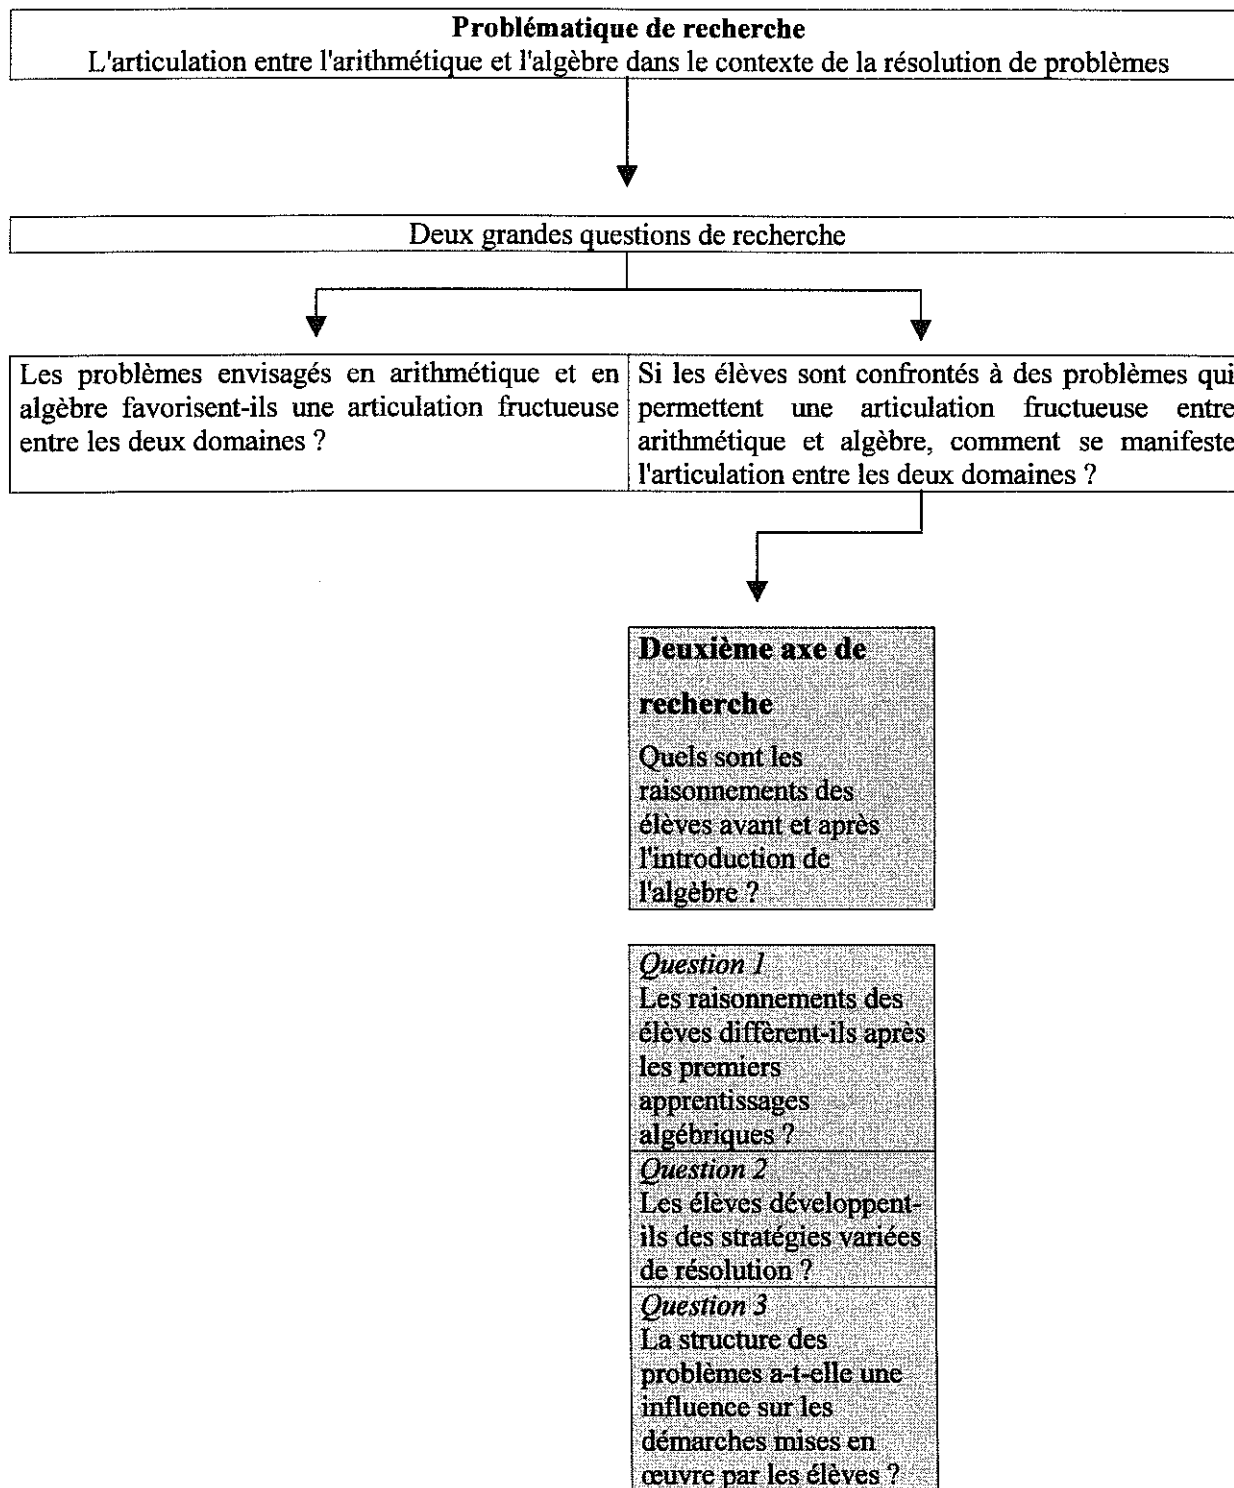 Problématique de recherche
L'articulation entre l'arithmétique et l'algèbre dans le contexte de la résolution de problèmes
Deux grandes questions de recherche
Les problèmes envisagés en arithmétique et en
algèbre favorisent-ils une articulation fructueuse
entre les deux domaines ?
Si les élèves sont confrontés à des problèmes qui
permettent une articulation fructueuse entre
arithmétique et algèbre, comment se manifeste
l'articulation entre les deux domaines ?
Deuxième axe de
recherche
Quels sont les
raisonnements des
élèves avant et après
l'introduction de
l'algèbre ?
Question 1
Les raisonnements des
élèves diffèrent-ils après
les premiers
apprentissages
algébriques ?
Question 2
Les élèves développent-
ils des stratégies variées
de résolution ?
Question 3
La structure des
problèmes a-t-elle une
influence sur les
démarches mises en
œuvre par les élèves ?